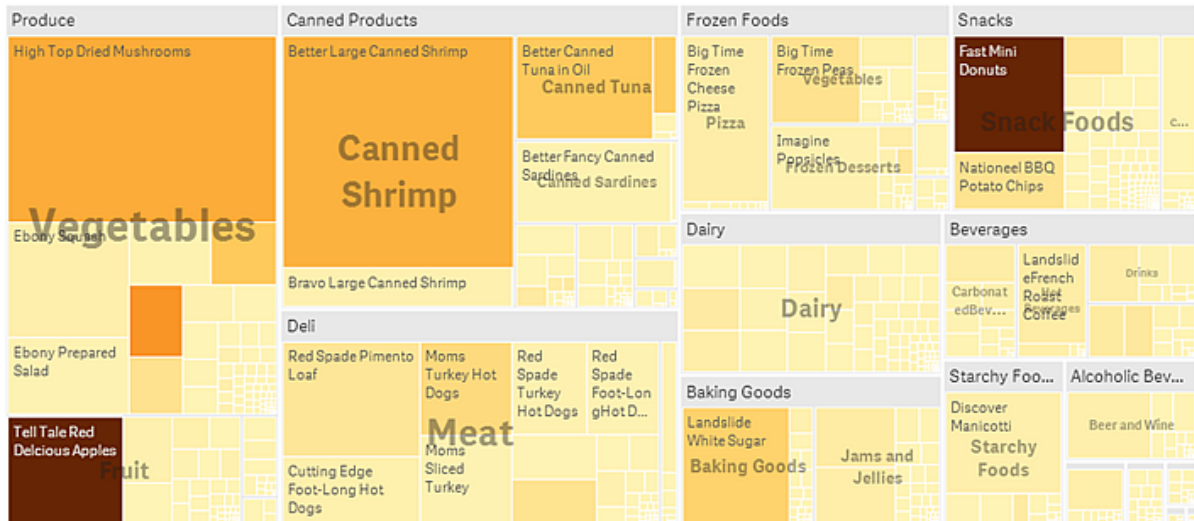 Produce
High Top Dried Mushrooms
Vegetables
Ebony Squash
Ebony Prepared
Salad
Tell Tale Red
Delcious Apples
Fruit
Canned Products
Better Large Canned Shrimp
Canned
Shrimp
Bravo Large Canned Shrimp
Better Canned
Tuna in Oil
Canned Tuna
Better Fancy Canned
Sardines
Canned Sardines
Deli
Red Spade Pimento
Loaf
Cutting Edge
Foot-Long Hot
Dogs
Moms
Turkey Hot
Dogs
Meat
Moms
Sliced
Turkey
Red
Spade
Turkey
Hot Dogs
Red
Spade
Foot-Lon
gHot D...
Frozen Foods
Big Time
Frozen
Cheese
Pizza
Pizza
Big Time
Frozen Peas
Vegetables
Imagine
Popsicles
Frozen Desserts
Dairy
Dairy
Baking Goods
Landslide
White Sugar
Baking Goods
Jams and
Jellies
Snacks
Fast Mini
Donuts
Snack Foods
Nationeel BBQ
Potato Chips
c...
Beverages
Carbonat
edBev...
Landslid
eFrench
Roast
Coffee
Hot
Beverages
Drinks
Starchy Foo...
Discover
Manicotti
Starchy
Foods
Alcoholic Bev...
Beer and Wine